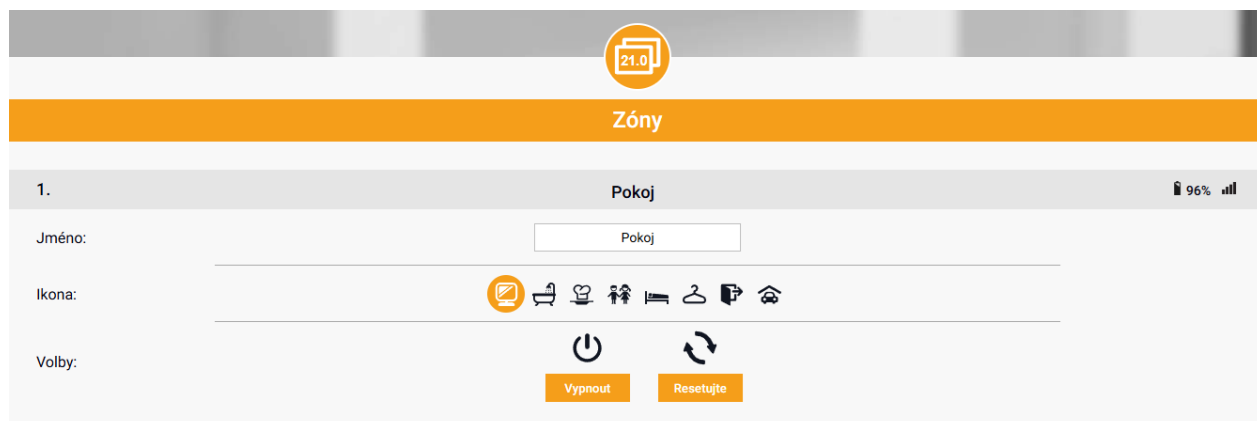 21.0
Zóny
1. Pokoj 96%
Jméno: Pokoj
Ikona:
Volby:
Vypnout Resetujte